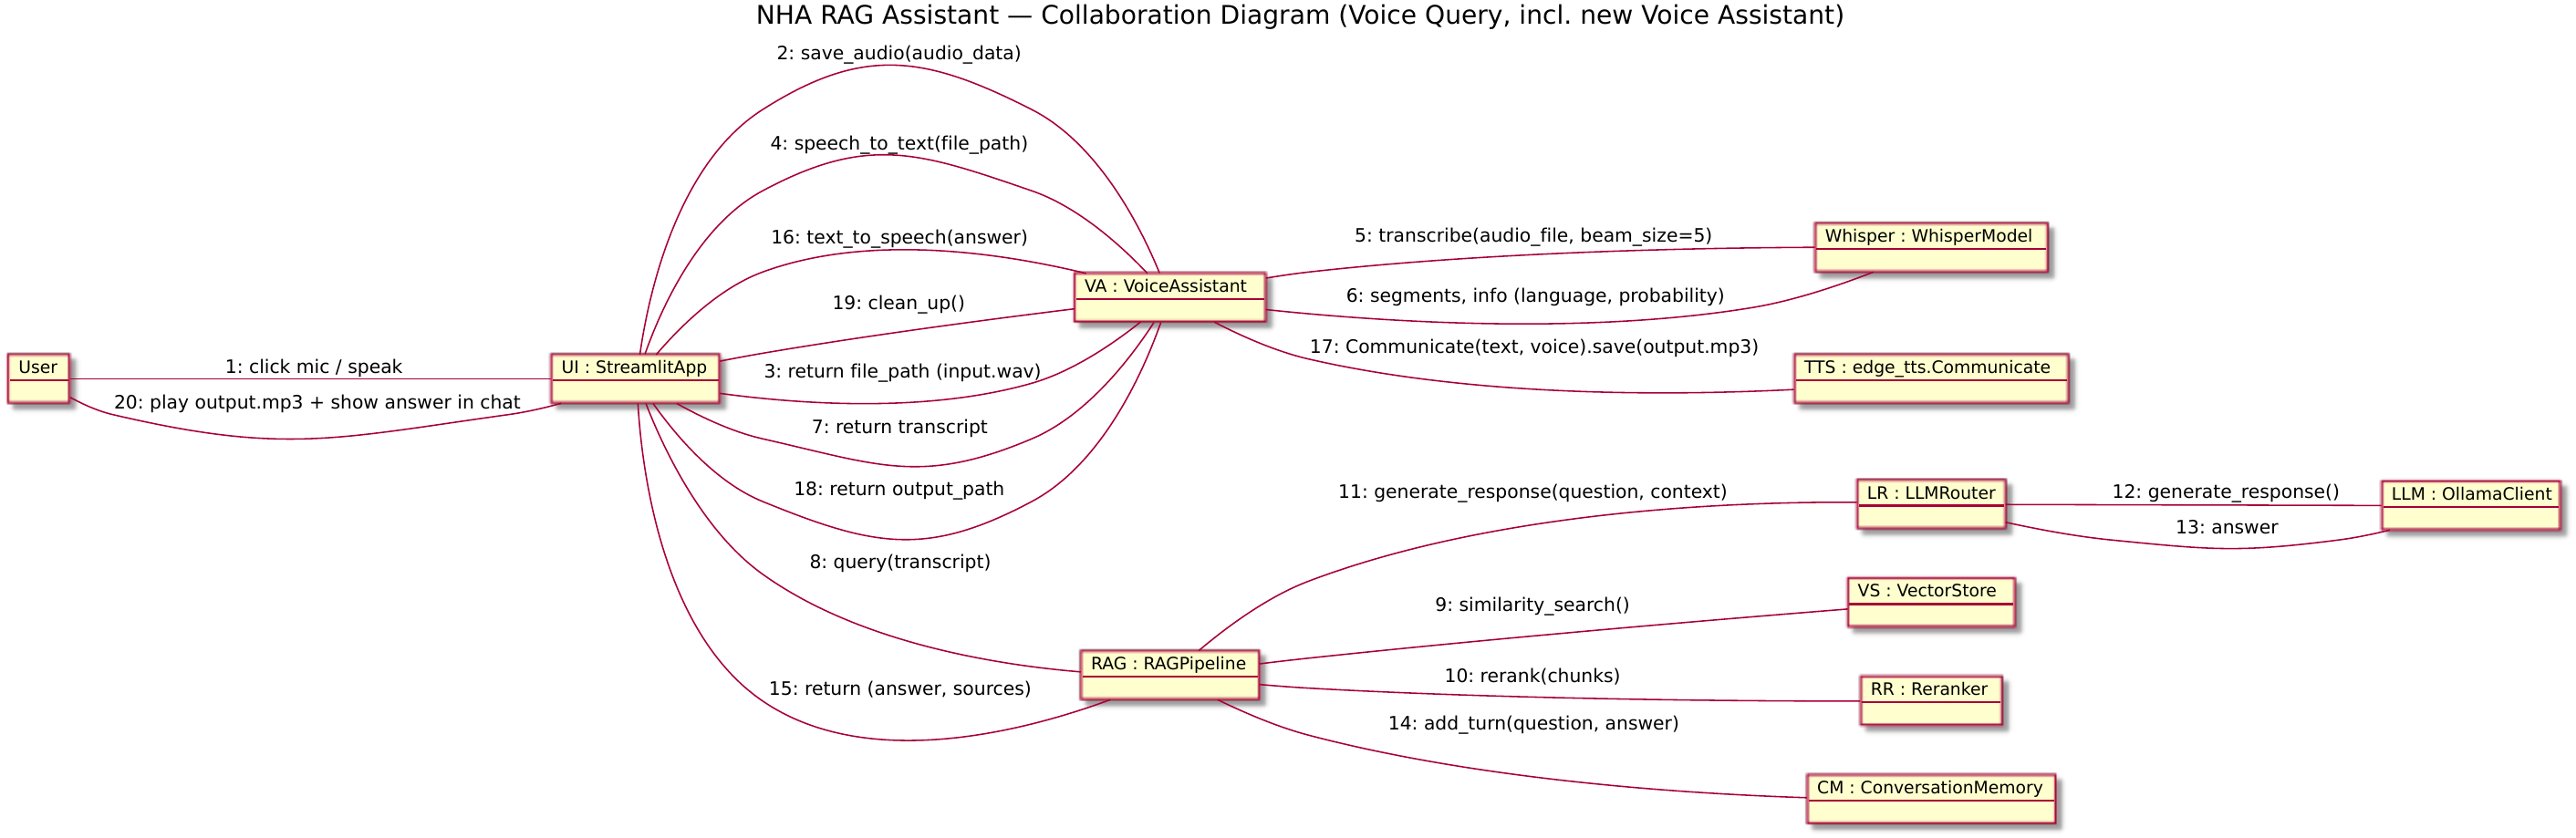 NHA RAG Assistant — Collaboration Diagram (Voice Query, incl. new Voice Assistant)
2: save_audio(audio_data)
4: speech_to_text(file_path)
16: text_to_speech(answer)
19: clean_up()
3: return file_path (input.wav)
7: return transcript
18: return output_path
8: query(transcript)
15: return (answer, sources)
User
1: click mic / speak
20: play output.mp3 + show answer in chat
UI : StreamlitApp
VA : VoiceAssistant
5: transcribe(audio_file, beam_size=5)
6: segments, info (language, probability)
17: Communicate(text, voice).save(output.mp3)
Whisper : WhisperModel
TTS : edge_tts.Communicate
RAG : RAGPipeline
11: generate_response(question, context)
9: similarity_search()
10: rerank(chunks)
14: add_turn(question, answer)
LR : LLMRouter
12: generate_response()
13: answer
LLM : OllamaClient
VS : VectorStore
RR : Reranker
CM : ConversationMemory